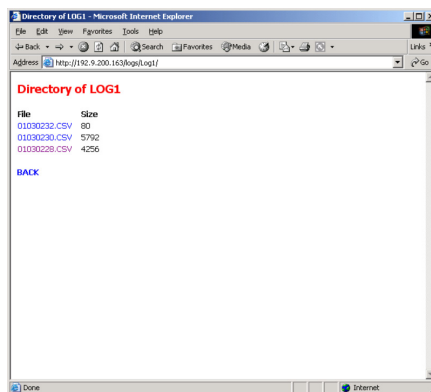 Directory of LOG1 - Microsoft Internet Explorer
File Edit View Favorites Tools Help
Back Search Favorites Media Links
Address http://192.9.200.163/logs/Log1/ Go
Directory of LOG1
File Size
01030232.CSV 80
01030230.CSV 5792
01030228.CSV 4256
BACK
Done Internet